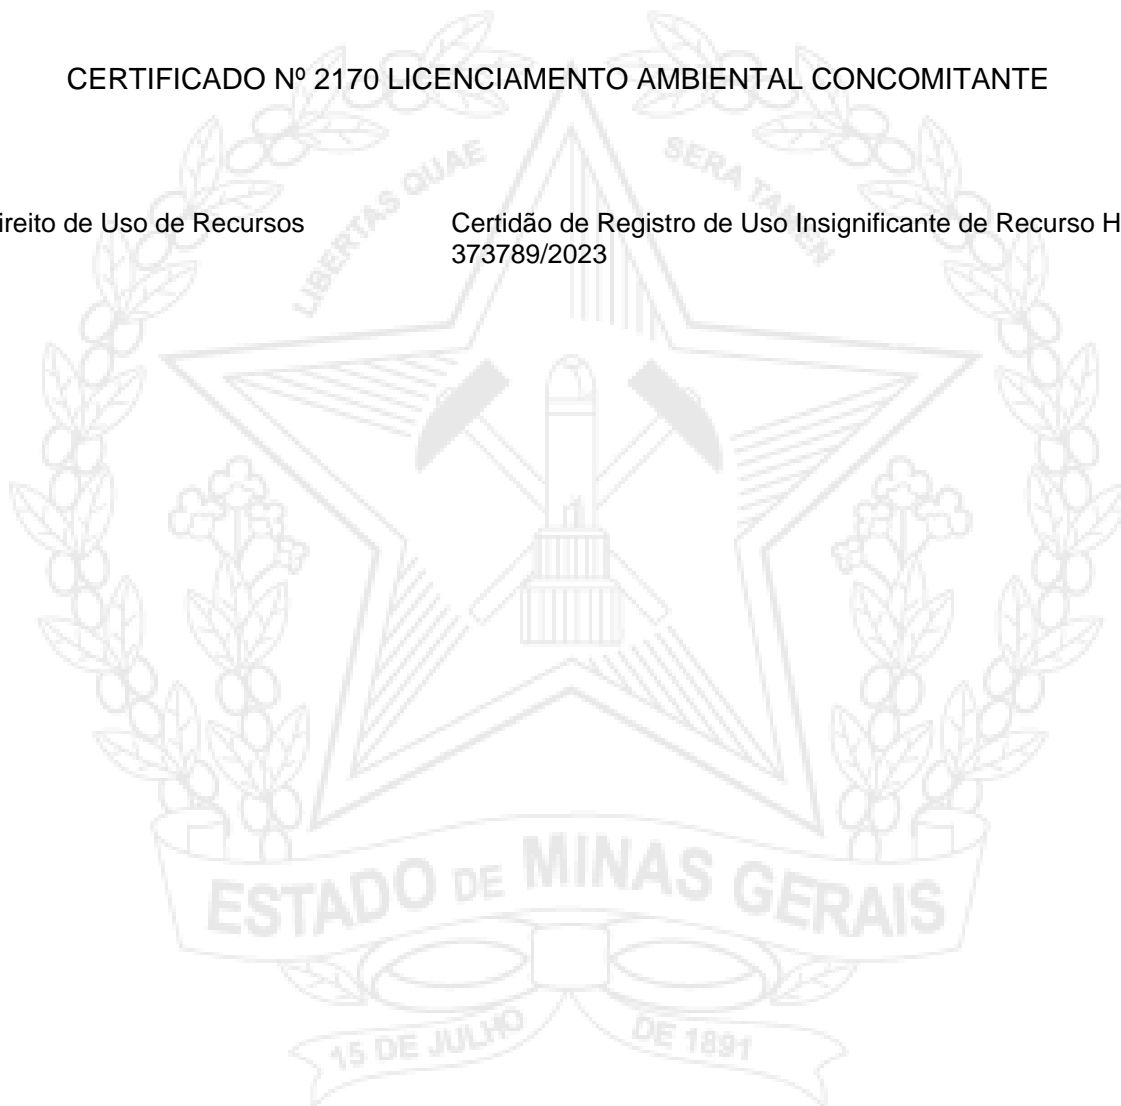 CERTIFICADO Nº 2170 LICENCIAMENTO AMBIENTAL CONCOMITANTE
LIBERTAS QUAE SERA TAMEN
ireito de Uso de Recursos Certidão de Registro de Uso Insignificante de Recurso H
373789/2023
ESTADO DE MINAS GERAIS
15 DE JULHO DE 1891